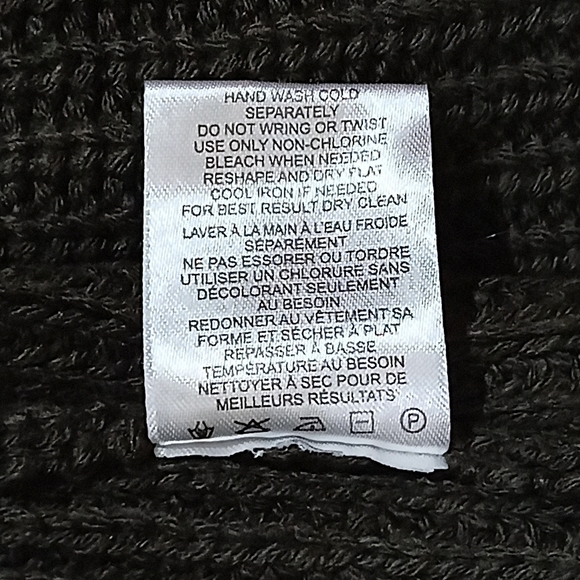 HAND WASH COLD
SEPARATELY
DO NOT WRING OR TWIST
USE ONLY NON-CHLORINE
BLEACH WHEN NEEDED
RESHAPE AND DRY FLAT
COOL IRON IF NEEDED
FOR BEST RESULT DRY CLEAN
LAVER À LA MAIN À L'EAU FROIDE
SÉPARÉMENT
NE PAS ESSORER OU TORDRE
UTILISER UN CHLORURE SANS
DÉCOLORANT SEULEMENT
AU BESOIN
REDONNER AU VÊTEMENT SA
FORME ET SÉCHER À PLAT
REPASSER À BASSE
TEMPÉRATURE AU BESOIN
NETTOYER À SEC POUR DE
MEILLEURS RÉSULTATS
P